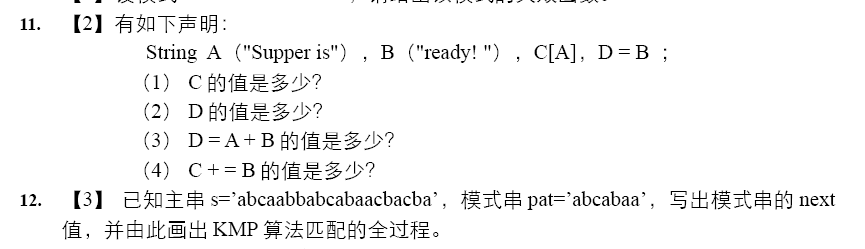 11. 【2】有如下声明：
String A（"Supper is"），B（"ready! "），C[A]，D = B ；
（1） C 的值是多少?
（2） D 的值是多少?
（3） D = A + B 的值是多少?
（4） C + = B 的值是多少?
12. 【3】 已知主串 s=’abcaabbabcabaacbacba’，模式串 pat=’abcabaa’，写出模式串的 next
值，并由此画出 KMP 算法匹配的全过程。